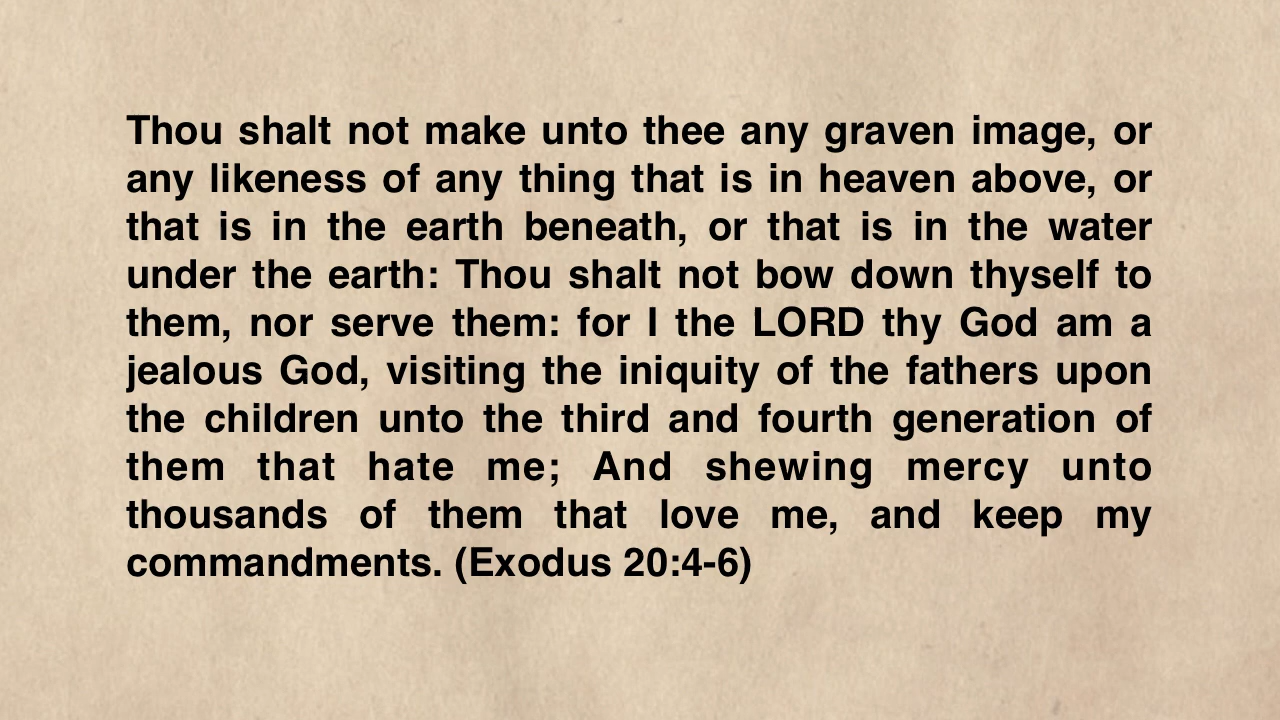 Thou shalt not make unto thee any graven image, or
any likeness of any thing that is in heaven above, or
that is in the earth beneath, or that is in the water
under the earth: Thou shalt not bow down thyself to
them, nor serve them: for I the LORD thy God am a
jealous God, visiting the iniquity of the fathers upon
the children unto the third and fourth generation of
them that hate me; And shewing mercy unto
thousands of them that love me, and keep my
commandments. (Exodus 20:4-6)